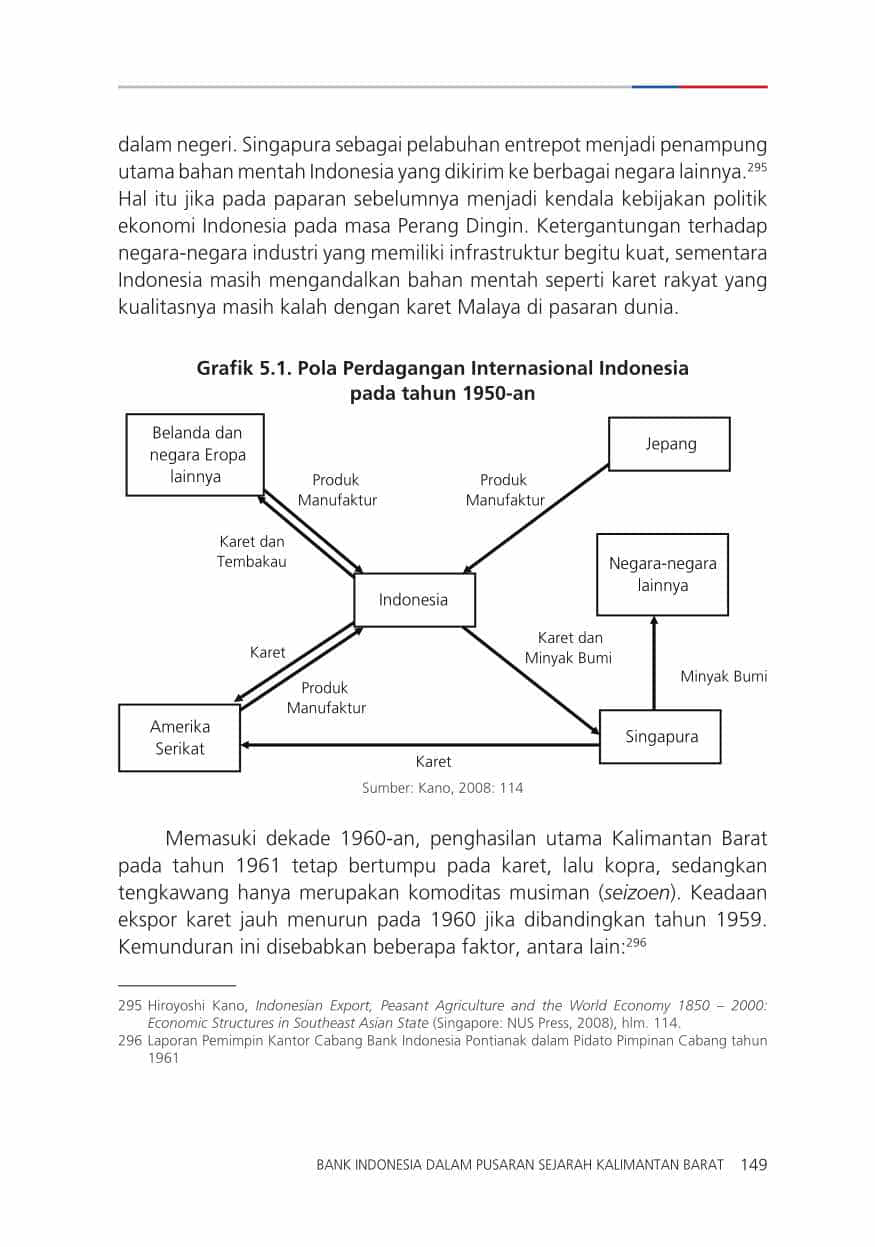 dalam negeri. Singapura sebagai pelabuhan entrepot menjadi penampung
utama bahan mentah Indonesia yang dikirim ke berbagai negara lainnya.295
Hal itu jika pada paparan sebelumnya menjadi kendala kebijakan politik
ekonomi Indonesia pada masa Perang Dingin. Ketergantungan terhadap
negara-negara industri yang memiliki infrastruktur begitu kuat, sementara
Indonesia masih mengandalkan bahan mentah seperti karet rakyat yang
kualitasnya masih kalah dengan karet Malaya di pasaran dunia.
Grafik 5.1. Pola Perdagangan Internasional Indonesia
pada tahun 1950-an
Belanda dan
negara Eropa
lainnya
Jepang
Produk
Manufaktur
Produk
Manufaktur
Karet dan
Tembakau
Negara-negara
lainnya
Indonesia
Karet
Karet dan
Minyak Bumi
Minyak Bumi
Produk
Manufaktur
Amerika
Serikat
Singapura
Karet
Sumber: Kano, 2008: 114
Memasuki dekade 1960-an, penghasilan utama Kalimantan Barat
pada tahun 1961 tetap bertumpu pada karet, lalu kopra, sedangkan
tengkawang hanya merupakan komoditas musiman (seizoen). Keadaan
ekspor karet jauh menurun pada 1960 jika dibandingkan tahun 1959.
Kemunduran ini disebabkan beberapa faktor, antara lain:296
295 Hiroyoshi Kano, Indonesian Export, Peasant Agriculture and the World Economy 1850 – 2000:
Economic Structures in Southeast Asian State (Singapore: NUS Press, 2008), hlm. 114.
296 Laporan Pemimpin Kantor Cabang Bank Indonesia Pontianak dalam Pidato Pimpinan Cabang tahun
1961
BANK INDONESIA DALAM PUSARAN SEJARAH KALIMANTAN BARAT 149